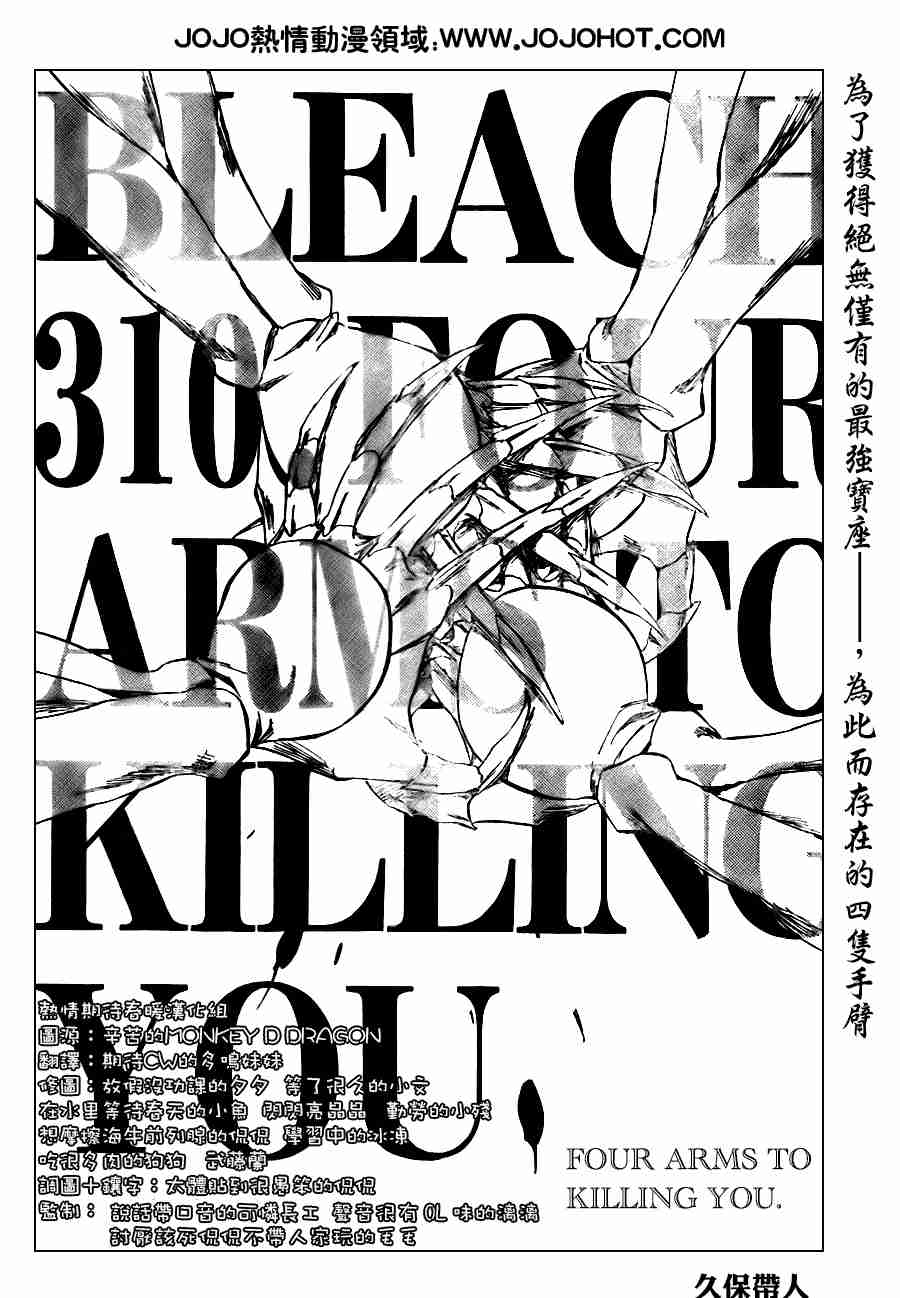 JOJO熱情動漫領域:WWW.JOJOHOT.COM
為了獲得絕無僅有的最強寶座———，為此而存在的四隻手臂
BLEACH
310 FOUR
ARMS TO
KILLING
YOU
熱情期待春暖漢化組
圖源：辛苦的MONKEY D DRAGON
翻譯：期待CW的多鳴妹妹
修圖：放假沒功課的夕夕 等了很久的小文
在水里等待春天的小魚 閃閃亮晶晶 勤勞的小殘
想摩擦海牛前列腺的侃侃 學習中的冰凍
吃很多肉的狗狗 武藤蘭
調圖＋鑲字：大體貼到很墨笨的侃侃
監制：說話帶口音的可憐長工 聲音很有OL味的滴滴
討厭該死侃侃不帶人家玩的毛毛
FOUR ARMS TO
KILLING YOU.
久保帶人